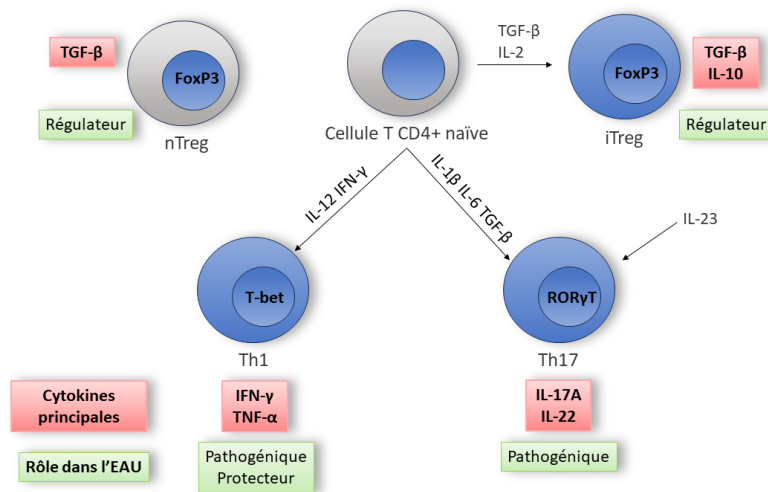 TGF-β
FoxP3
Régulateur
nTreg
Cellule T CD4+ naïve
TGF-β
IL-2
FoxP3
TGF-β
IL-10
Régulateur
iTreg
IL-12 IFN-γ
IL-1β IL-6 TGF-β
IL-23
T-bet
Th1
RORγT
Th17
Cytokines
principales
IFN-γ
TNF-α
IL-17A
IL-22
Rôle dans l'EAU
Pathogénique
Protecteur
Pathogénique